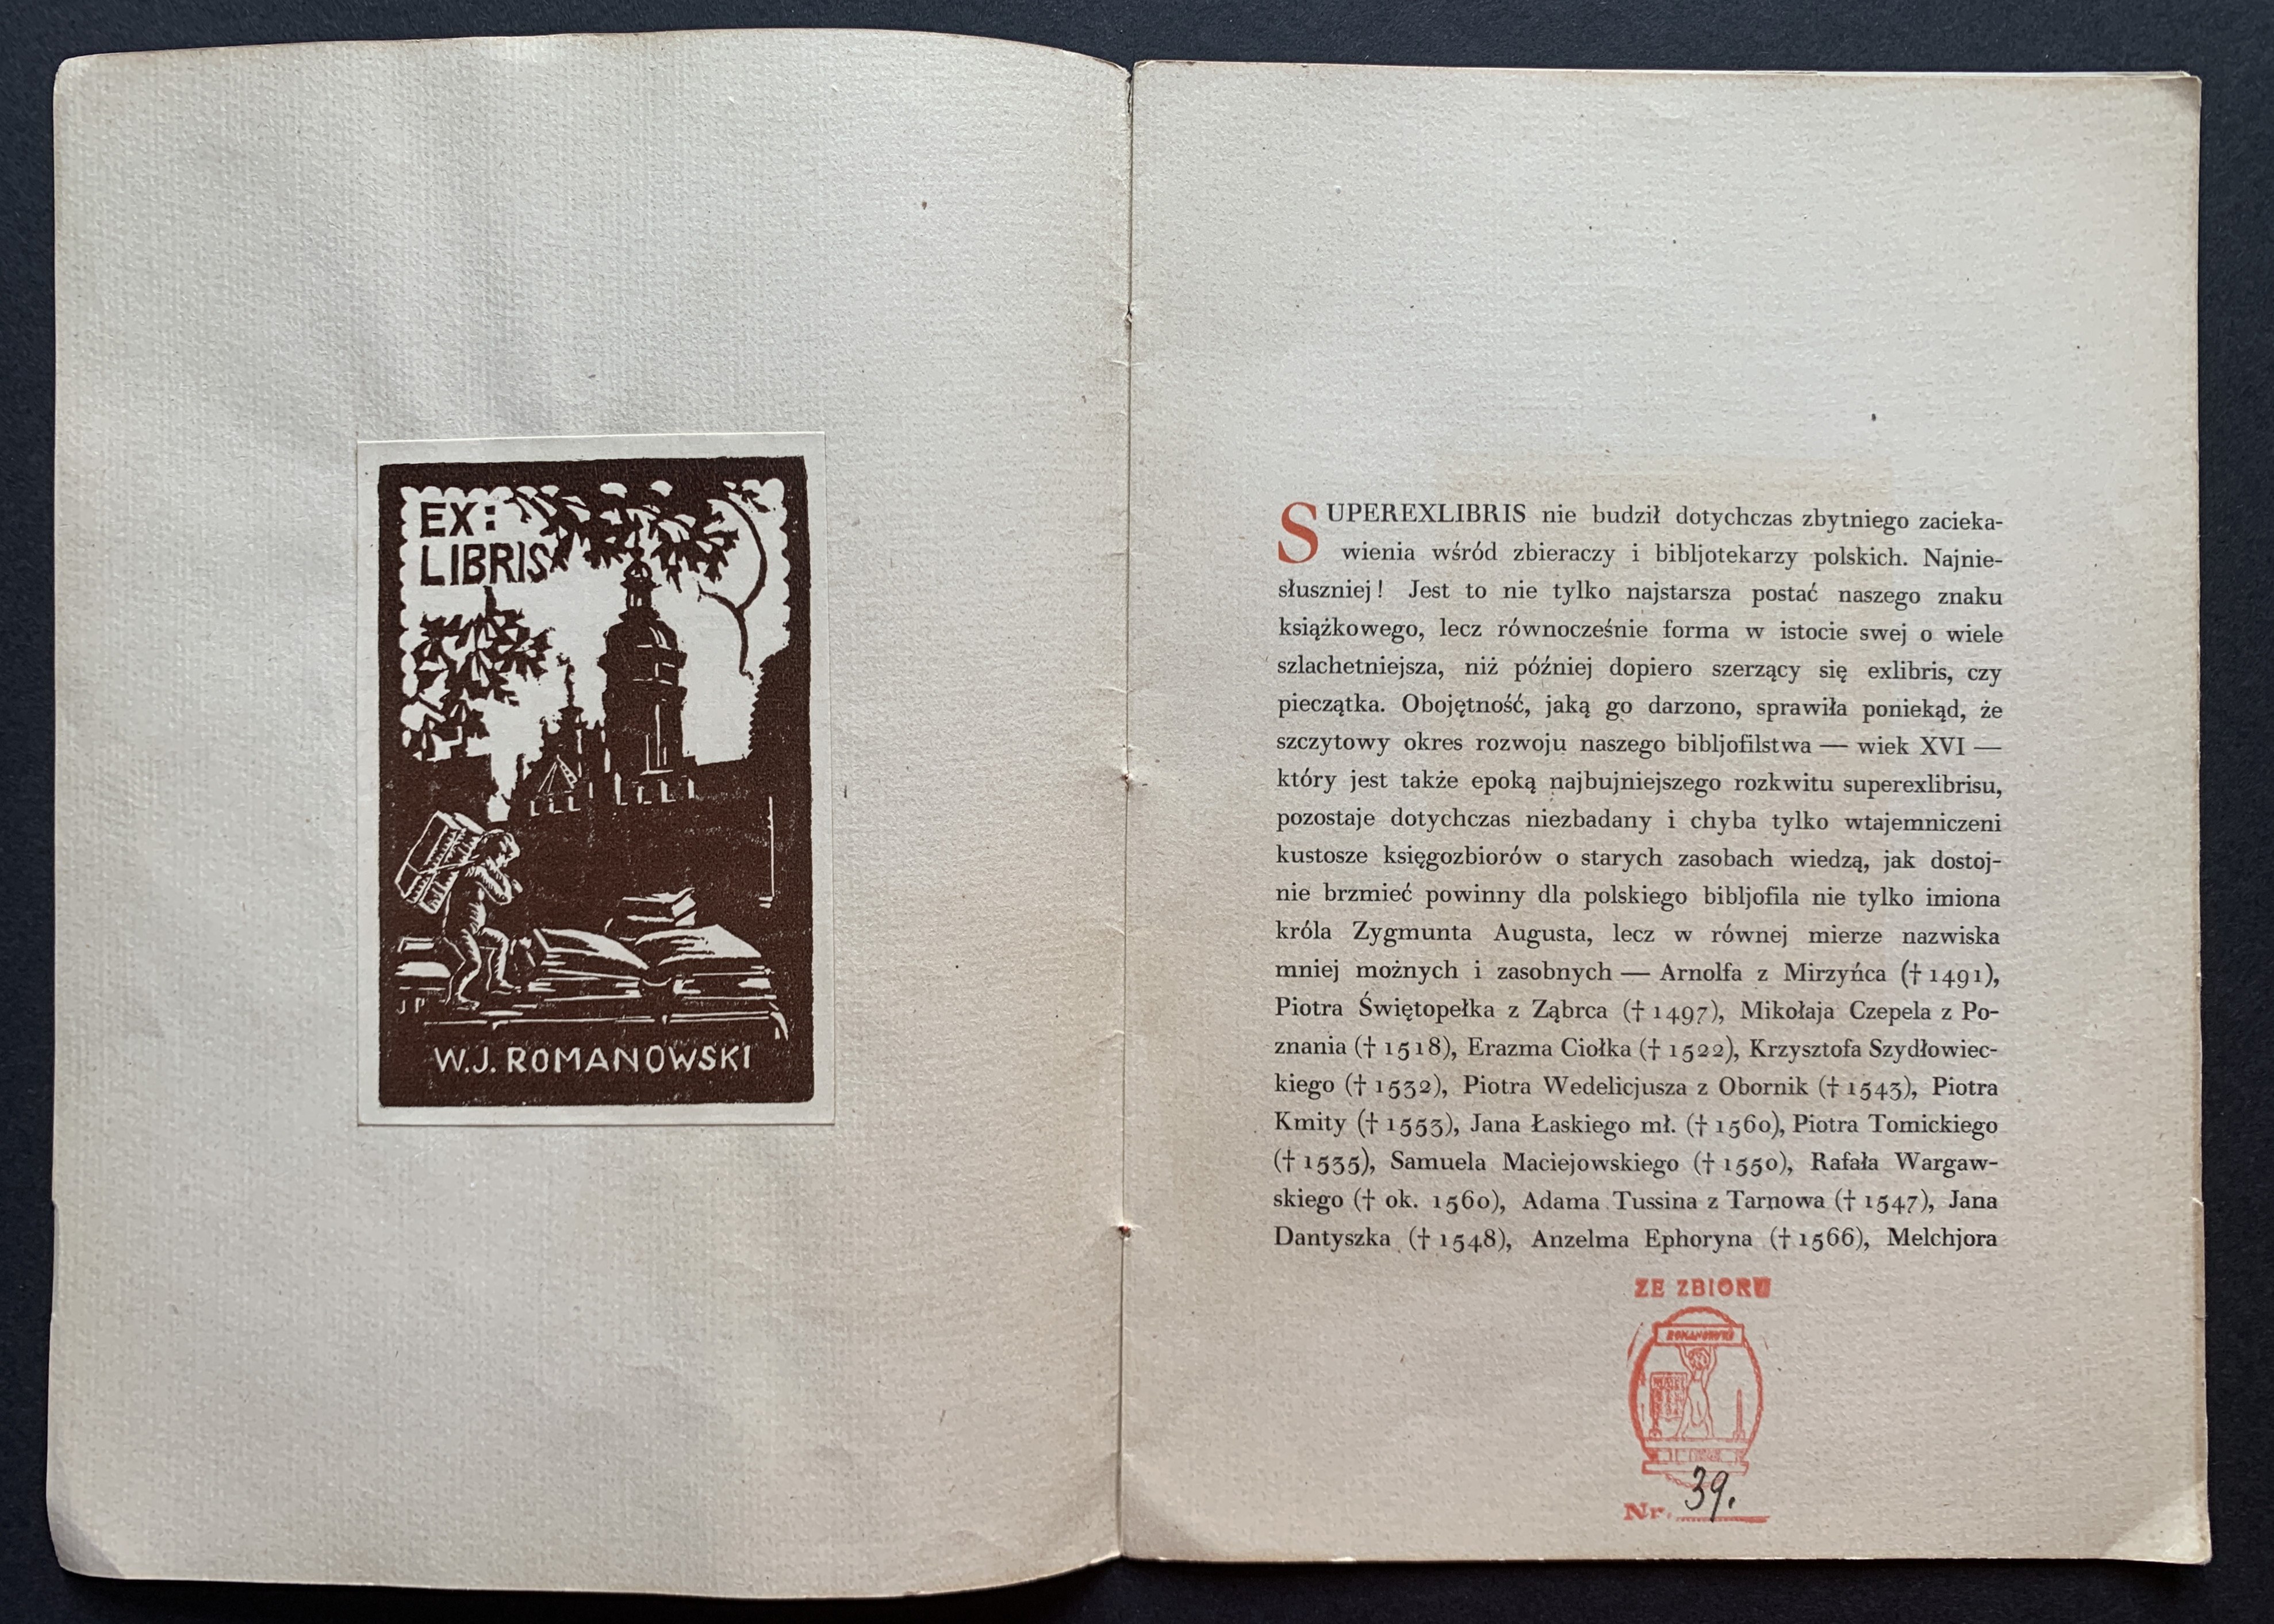 EX:
LIBRIS
JP
W.J. ROMANOWSKI
SUPEREXLIBRIS nie budził dotychczas zbytniego zacieka-
wienia wśród zbieraczy i bibljotekarzy polskich. Najnie-
słuszniej! Jest to nie tylko najstarsza postać naszego znaku
książkowego, lecz równocześnie forma w istocie swej o wiele
szlachetniejsza, niż później dopiero szerzący się exlibris, czy
pieczątka. Obojętność, jaką go darzono, sprawiła poniekąd, że
szczytowy okres rozwoju naszego bibljofilstwa — wiek XVI —
który jest także epoką najbujniejszego rozkwitu superexlibrisu,
pozostaje dotychczas niezbadany i chyba tylko wtajemniczeni
kustosze księgozbiorów o starych zasobach wiedzą, jak dostoj-
nie brzmieć powinny dla polskiego bibljofila nie tylko imiona
króla Zygmunta Augusta, lecz w równej mierze nazwiska
mniej możnych i zasobnych — Arnolfa z Mirzyńca († 1491),
Piotra Świętopełka z Ząbrca († 1497), Mikołaja Czepela z Po-
znania († 1518), Erazma Ciołka († 1522), Krzysztofa Szydłowiec-
kiego († 1532), Piotra Wedelicjusza z Obornik († 1543), Piotra
Kmity († 1553), Jana Łaskiego mł. († 1560), Piotra Tomickiego
(† 1535), Samuela Maciejowskiego († 1550), Rafała Wargaw-
skiego († ok. 1560), Adama Tussina z Tarnowa († 1547), Jana
Dantyszka († 1548), Anzelma Ephoryna († 1566), Melchjora
ZE ZBIORU
ROMANOWSKI
Nr. 39.